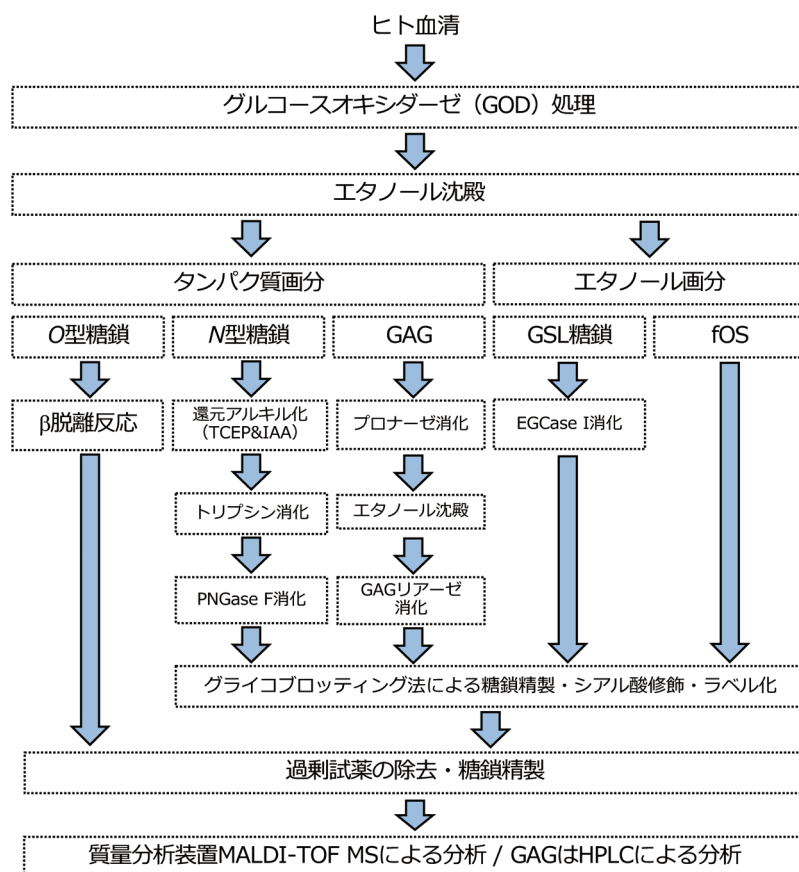 ヒト血清
グルコースオキシダーゼ（GOD）処理
エタノール沈殿
タンパク質画分
エタノール画分
O型糖鎖
N型糖鎖
GAG
GSL糖鎖
fOS
β脱離反応
還元アルキル化
（TCEP&IAA）
プロナーゼ消化
EGCase I消化
トリプシン消化
エタノール沈殿
PNGase F消化
GAGリアーゼ
消化
グライコブロッティング法による糖鎖精製・シアル酸修飾・ラベル化
過剰試薬の除去・糖鎖精製
質量分析装置MALDI-TOF MSによる分析 / GAGはHPLCによる分析